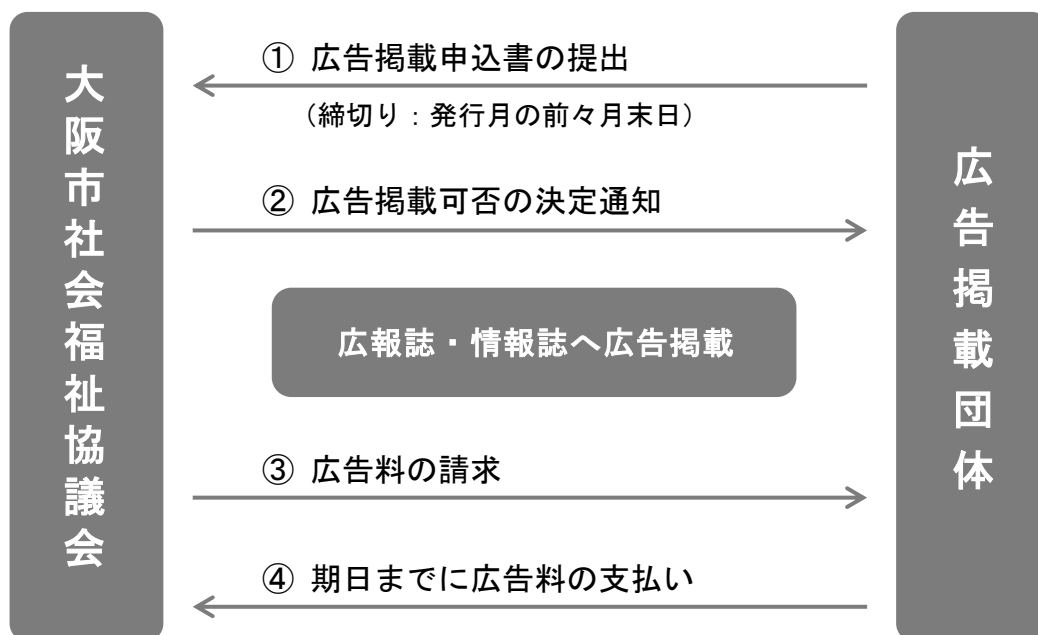 大阪市社会福祉協議会
① 広告掲載申込書の提出
（締切り：発行月の前々月末日）
② 広告掲載可否の決定通知
広報誌・情報誌へ広告掲載
③ 広告料の請求
④ 期日までに広告料の支払い
広告掲載団体